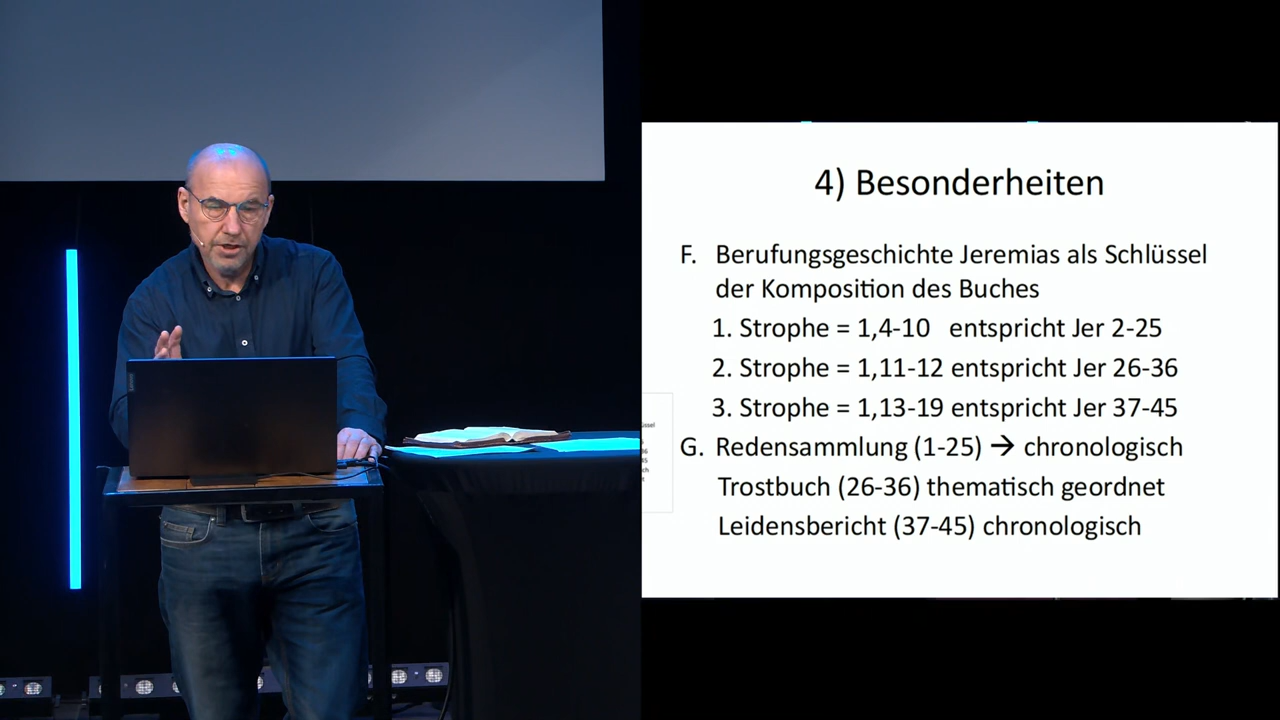 4) Besonderheiten
F. Berufungsgeschichte Jeremias als Schlüssel
der Komposition des Buches
1. Strophe = 1,4-10 entspricht Jer 2-25
2. Strophe = 1,11-12 entspricht Jer 26-36
3. Strophe = 1,13-19 entspricht Jer 37-45
G. Redensammlung (1-25) → chronologisch
Trostbuch (26-36) thematisch geordnet
Leidensbericht (37-45) chronologisch